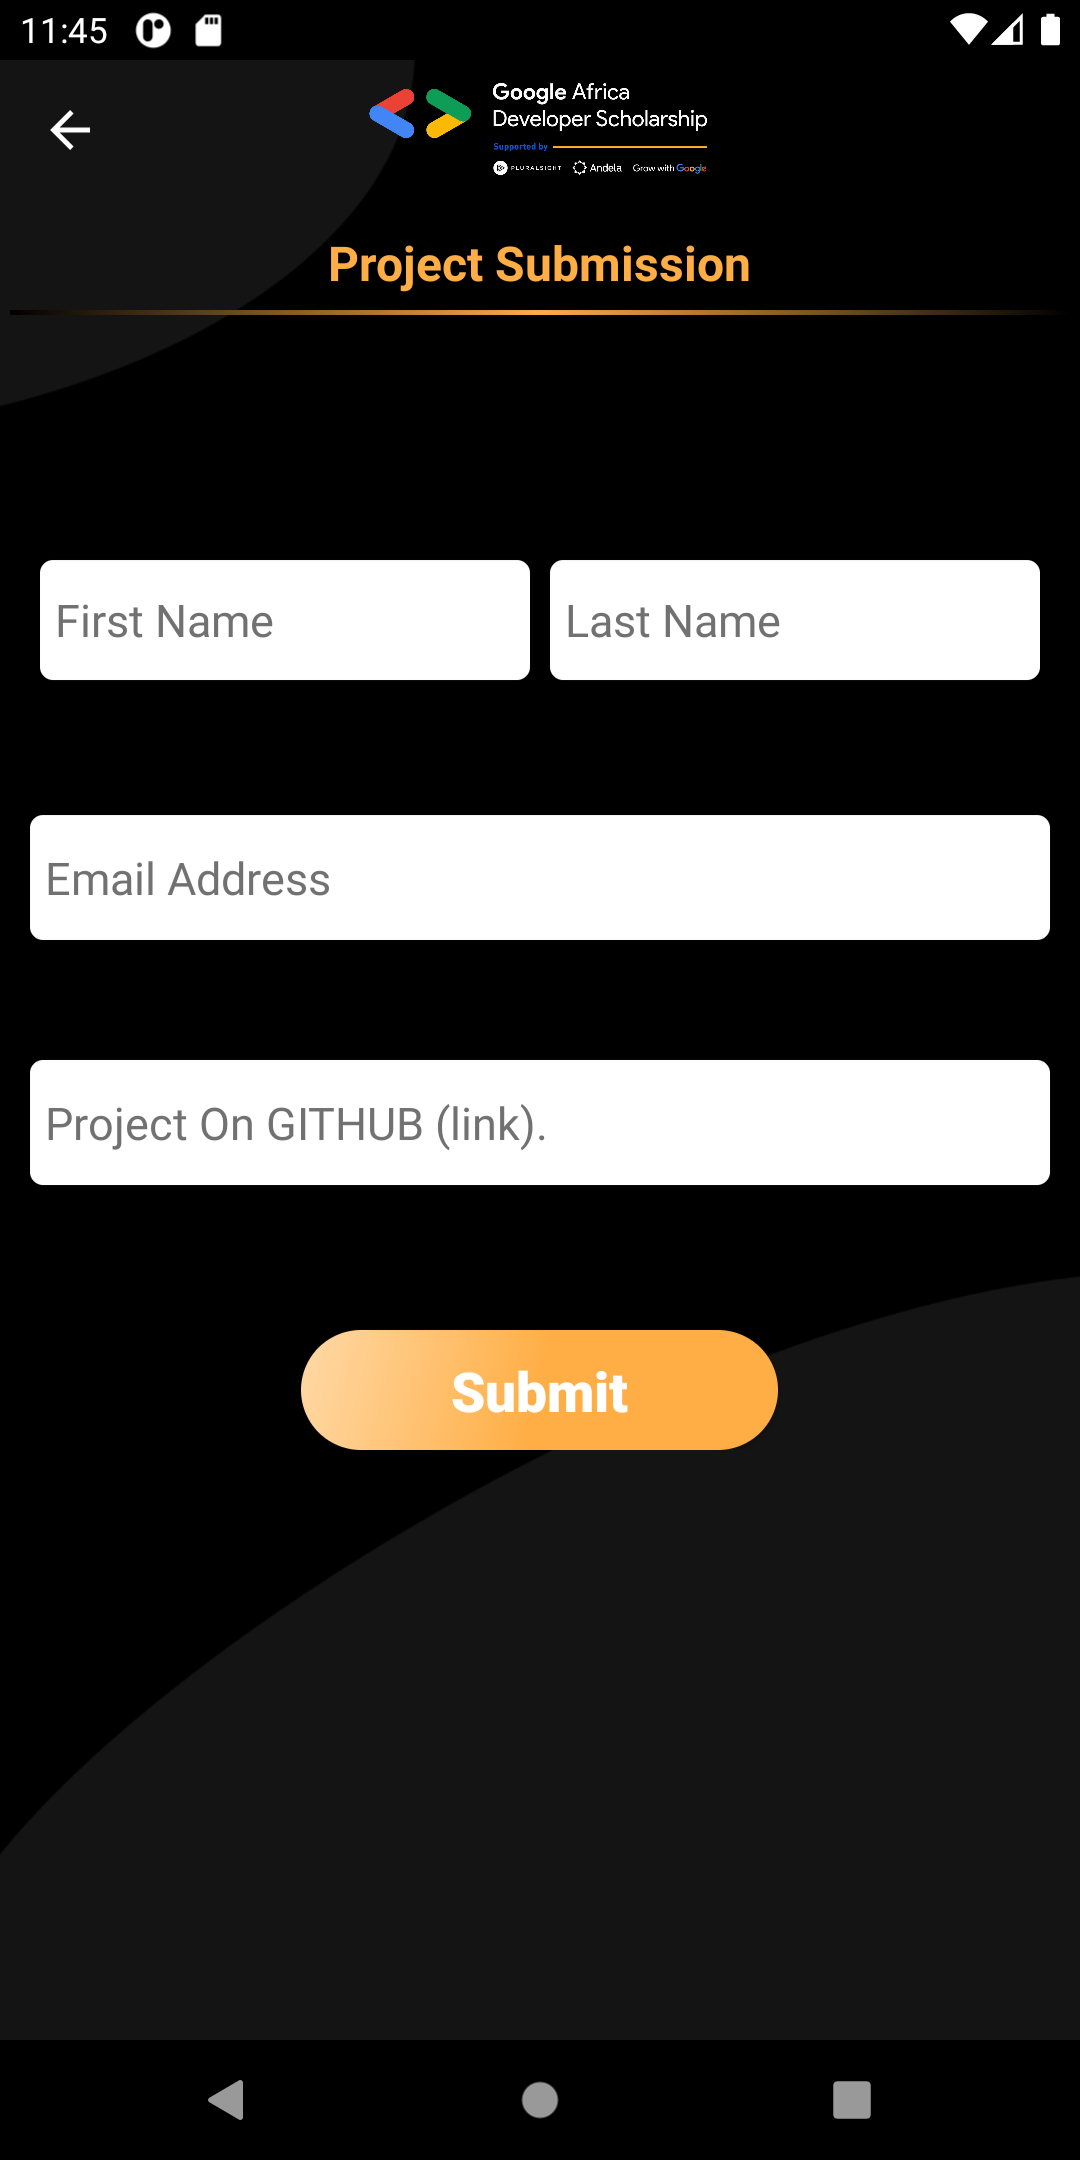 11:45
Google Africa
Developer Scholarship
Supported by
PLURALSIGHT Andela Grow with Google
Project Submission
First Name Last Name
Email Address
Project On GITHUB (link).
Submit